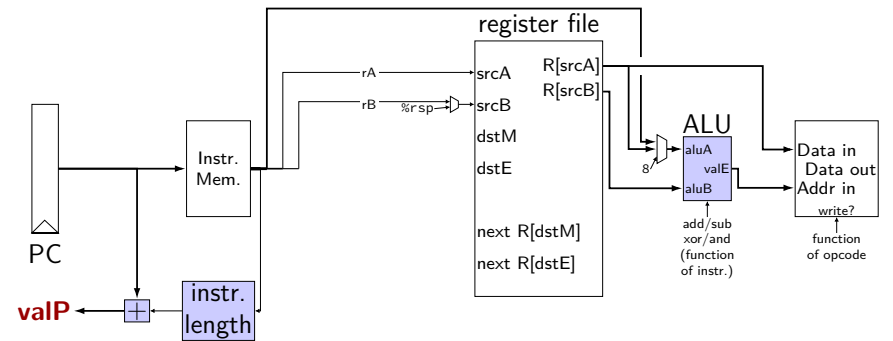 register file
rA
srcA
R[srcA]
R[srcB]
rB
%rsp
srcB
dstM
dstE
next R[dstM]
next R[dstE]
Instr.
Mem.
PC
valP
+
instr.
length
8
ALU
aluA
valE
aluB
add/sub
xor/and
(function
of instr.)
Data in
Data out
Addr in
write?
function
of opcode